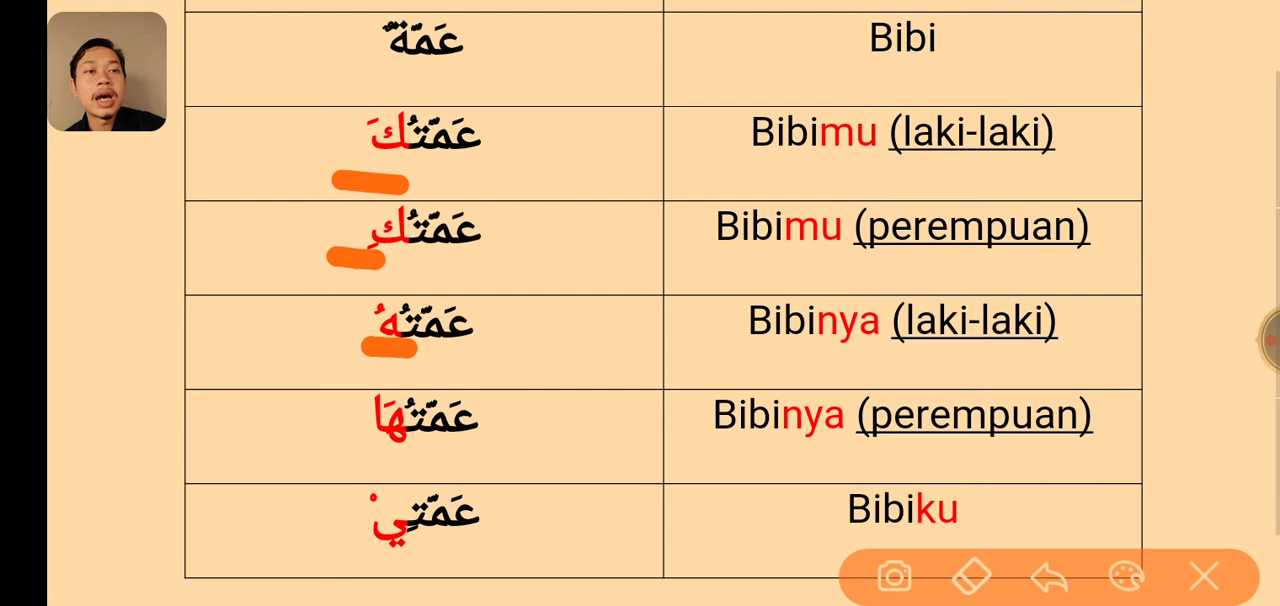 عَمَّةٌ Bibi
عَمَّتُكَ Bibimu (laki-laki)
عَمَّتُكِ Bibimu (perempuan)
عَمَّتُهُ Bibinya (laki-laki)
عَمَّتُهَا Bibinya (perempuan)
عَمَّتِيْ Bibiku